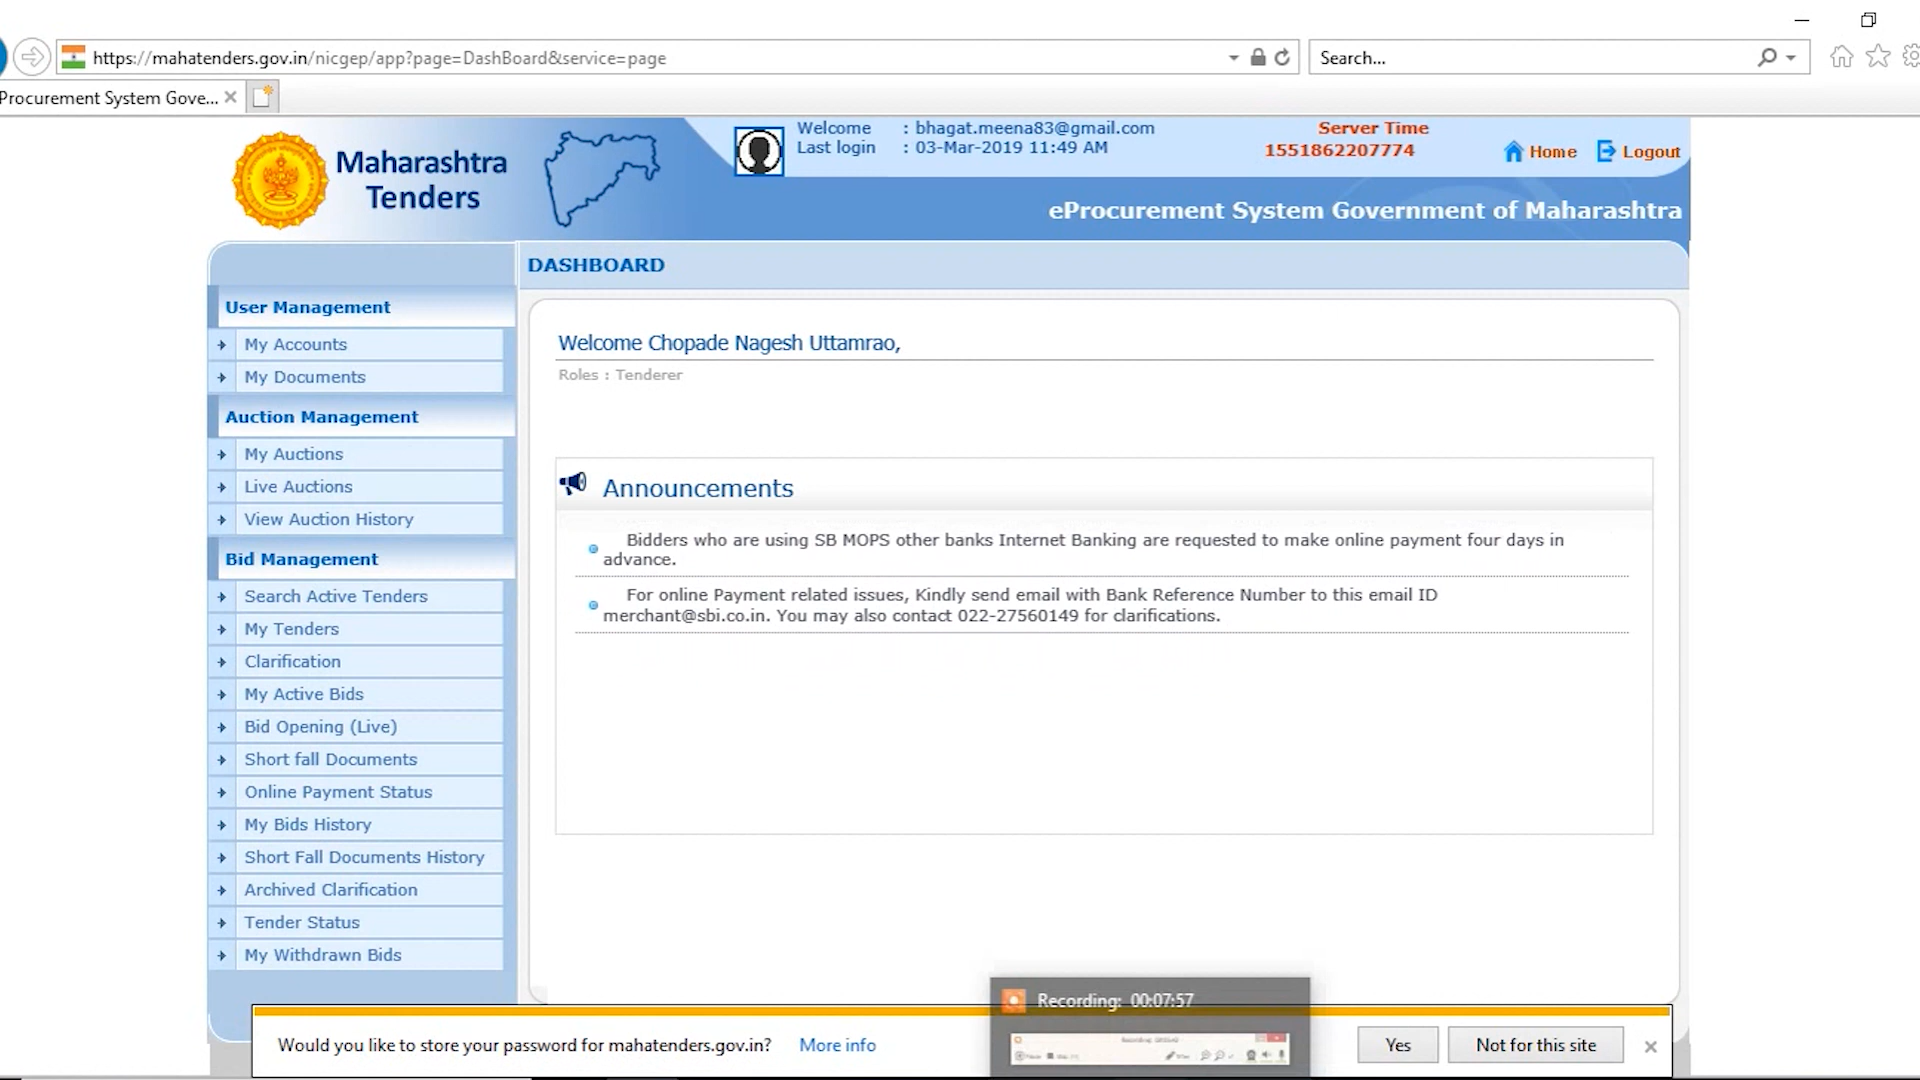 https://mahatenders.gov.in/nicgep/app?page=DashBoard&service=page
Search...
Procurement System Gove...
Maharashtra
Tenders
Welcome : bhagat.meena83@gmail.com
Last login : 03-Mar-2019 11:49 AM
Server Time
1551862207774
Home
Logout
eProcurement System Government of Maharashtra
DASHBOARD
User Management
My Accounts
My Documents
Auction Management
My Auctions
Live Auctions
View Auction History
Bid Management
Search Active Tenders
My Tenders
Clarification
My Active Bids
Bid Opening (Live)
Short fall Documents
Online Payment Status
My Bids History
Short Fall Documents History
Archived Clarification
Tender Status
My Withdrawn Bids
Welcome Chopade Nagesh Uttamrao,
Roles : Tenderer
Announcements
Bidders who are using SB MOPS other banks Internet Banking are requested to make online payment four days in
advance.
For online Payment related issues, Kindly send email with Bank Reference Number to this email ID
merchant@sbi.co.in. You may also contact 022-27560149 for clarifications.
Recording: 00:07:57
Would you like to store your password for mahatenders.gov.in?
More info
Yes
Not for this site